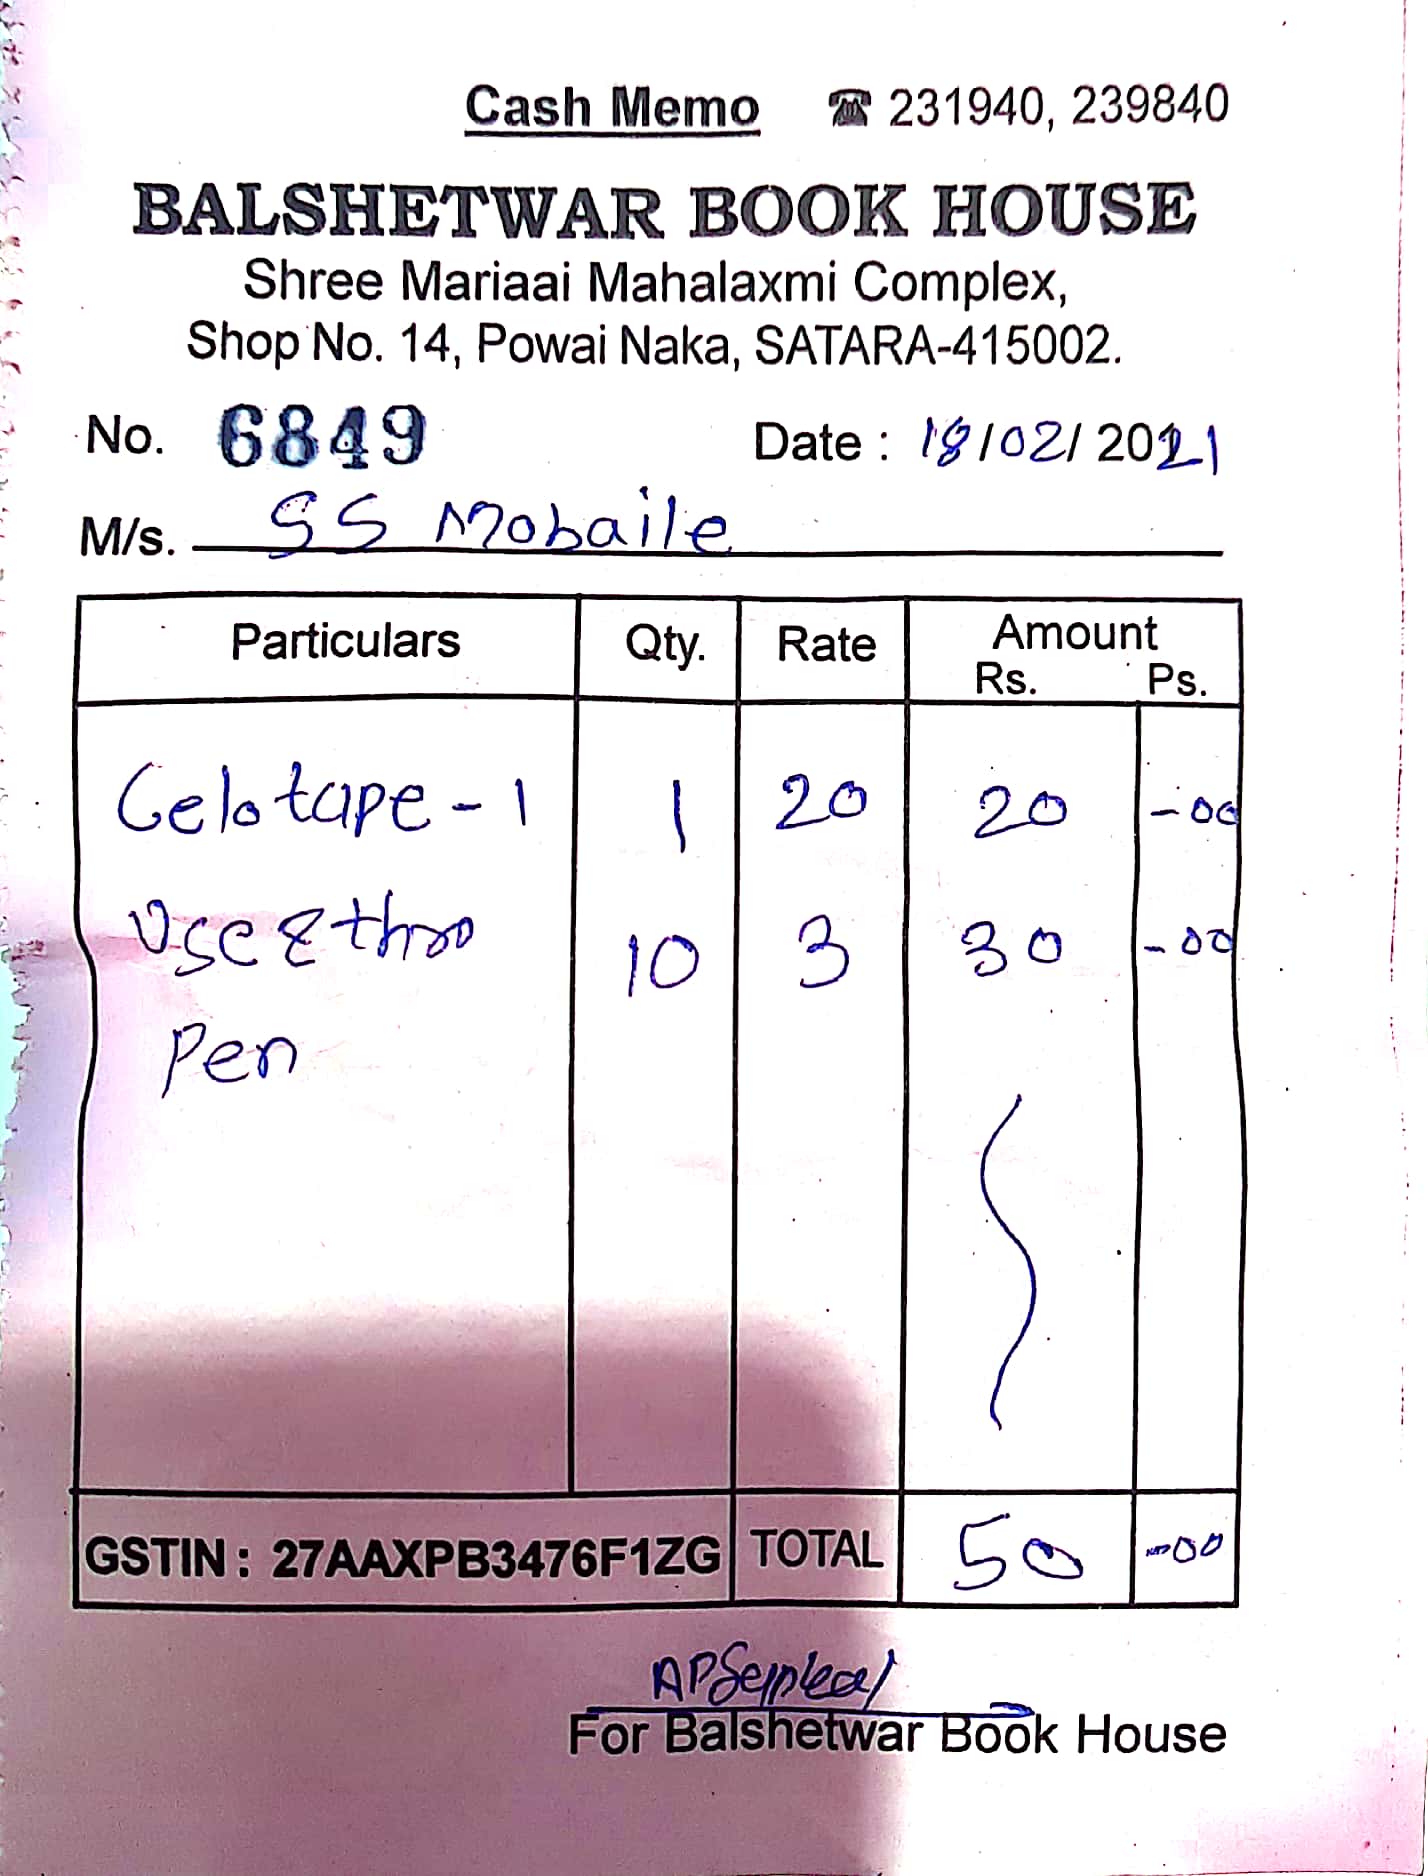 Cash Memo ☎ 231940, 239840
BALSHETWAR BOOK HOUSE
Shree Mariaai Mahalaxmi Complex,
Shop No. 14, Powai Naka, SATARA-415002.
No. 6849 Date : 18/02/2021
M/s. SS Mobaile
Particulars Qty. Rate Amount
Rs. Ps.
Celotape-1 1 20 20 -00
Use & thro 10 3 30 -00
Pen
GSTIN : 27AAXPB3476F1ZG TOTAL 50 -00
For Balshetwar Book House